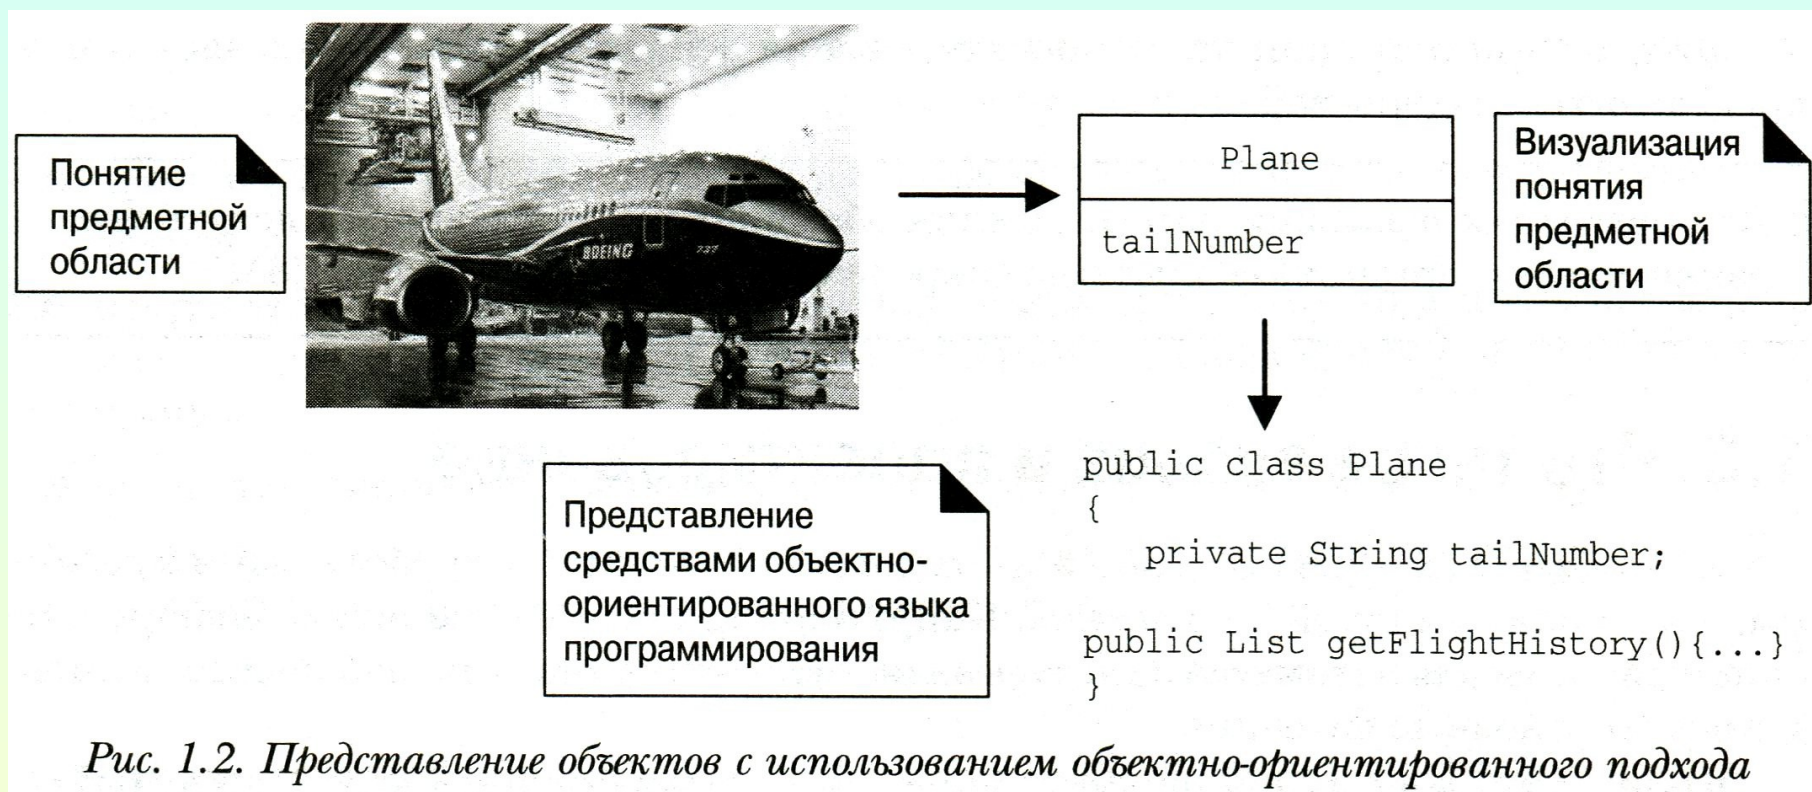 Понятие
предметной
области
BOEING
737
Plane
tailNumber
Визуализация
понятия
предметной
области
Представление
средствами объектно-
ориентированного языка
программирования
public class Plane
{
private String tailNumber;
public List getFlightHistory(){...}
}
Рис. 1.2. Представление объектов с использованием объектно-ориентированного подхода